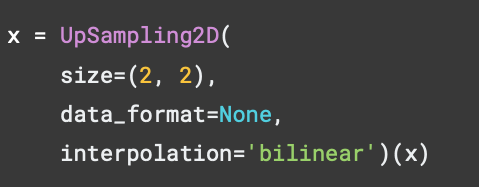 x = UpSampling2D(
    size=(2, 2),
    data_format=None,
    interpolation='bilinear')(x)